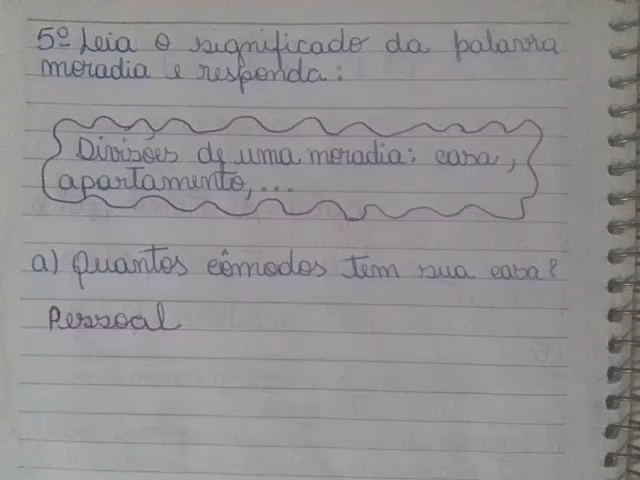 5º Leia o significado da palavra
moradia e responda:
Divisões de uma moradia: casa,
apartamento,...
a) Quantos cômodos tem sua casa?
Pessoal